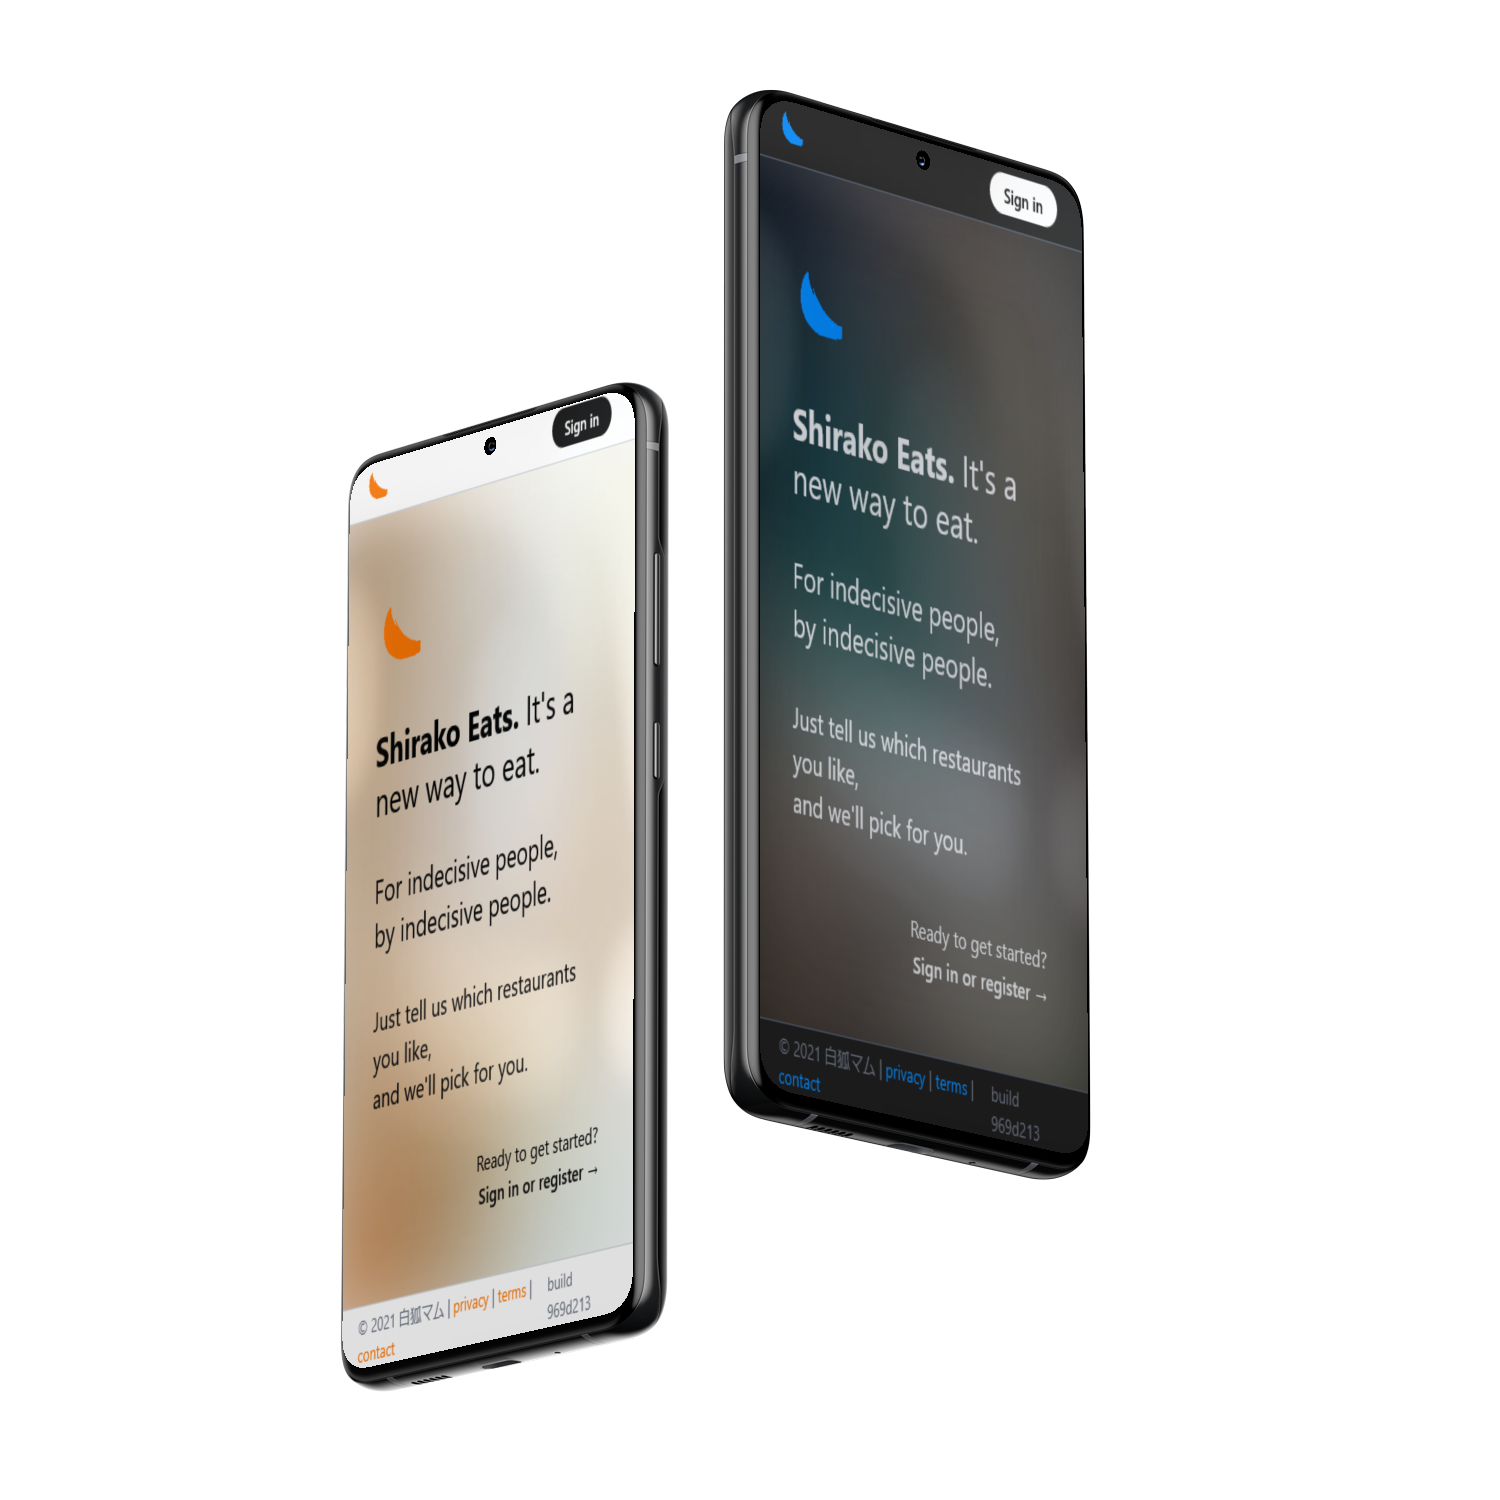 Sign in
Shirako Eats. It's a
new way to eat.
For indecisive people,
by indecisive people.
Just tell us which restaurants
you like,
and we'll pick for you.
Ready to get started?
Sign in or register →
© 2021 白狐マム | privacy | terms |
contact
build
969d213
Sign in
Shirako Eats. It's a
new way to eat.
For indecisive people,
by indecisive people.
Just tell us which restaurants
you like,
and we'll pick for you.
Ready to get started?
Sign in or register →
© 2021 白狐マム | privacy | terms |
contact
build
969d213